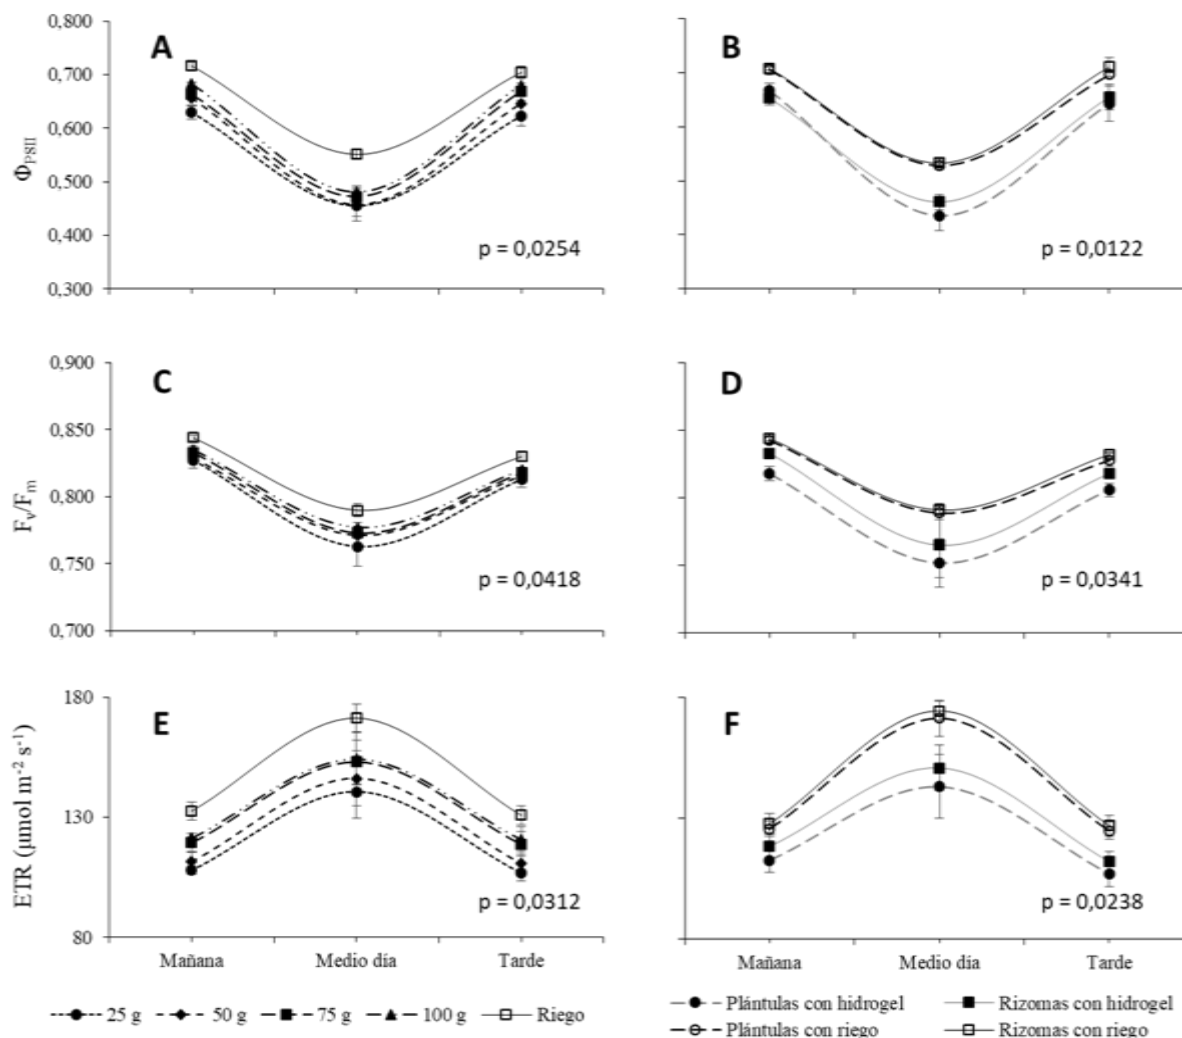 A
ΦPSII
0,800
0,700
0,600
0,500
0,400
0,300
p = 0,0254
B
p = 0,0122
C
Fv/Fm
0,900
0,850
0,800
0,750
0,700
p = 0,0418
D
p = 0,0341
E
ETR (µmol m-2 s-1)
180
130
80
p = 0,0312
Mañana Medio día Tarde
F
p = 0,0238
Mañana Medio día Tarde
25 g 50 g 75 g 100 g Riego
Plántulas con hidrogel Rizomas con hidrogel
Plántulas con riego Rizomas con riego